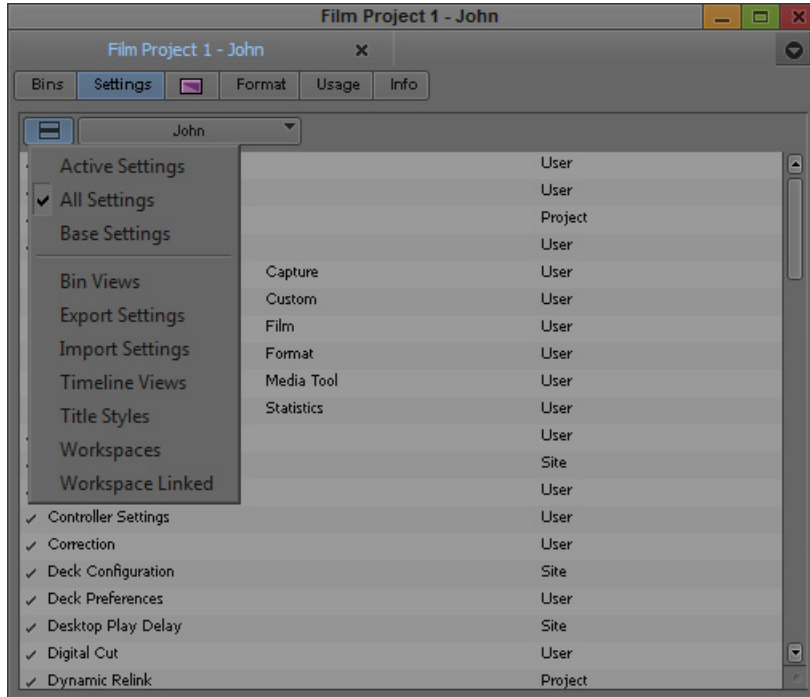 Film Project 1 - John
Film Project 1 - John
Bins Settings Format Usage Info
John
Active Settings
All Settings
Base Settings
Bin Views
Export Settings
Import Settings
Timeline Views
Title Styles
Workspaces
Workspace Linked
User
User
Project
User
Capture User
Custom User
Film User
Format User
Media Tool User
Statistics User
User
Site
User
Controller Settings User
Correction User
Deck Configuration Site
Deck Preferences User
Desktop Play Delay Site
Digital Cut User
Dynamic Relink Project